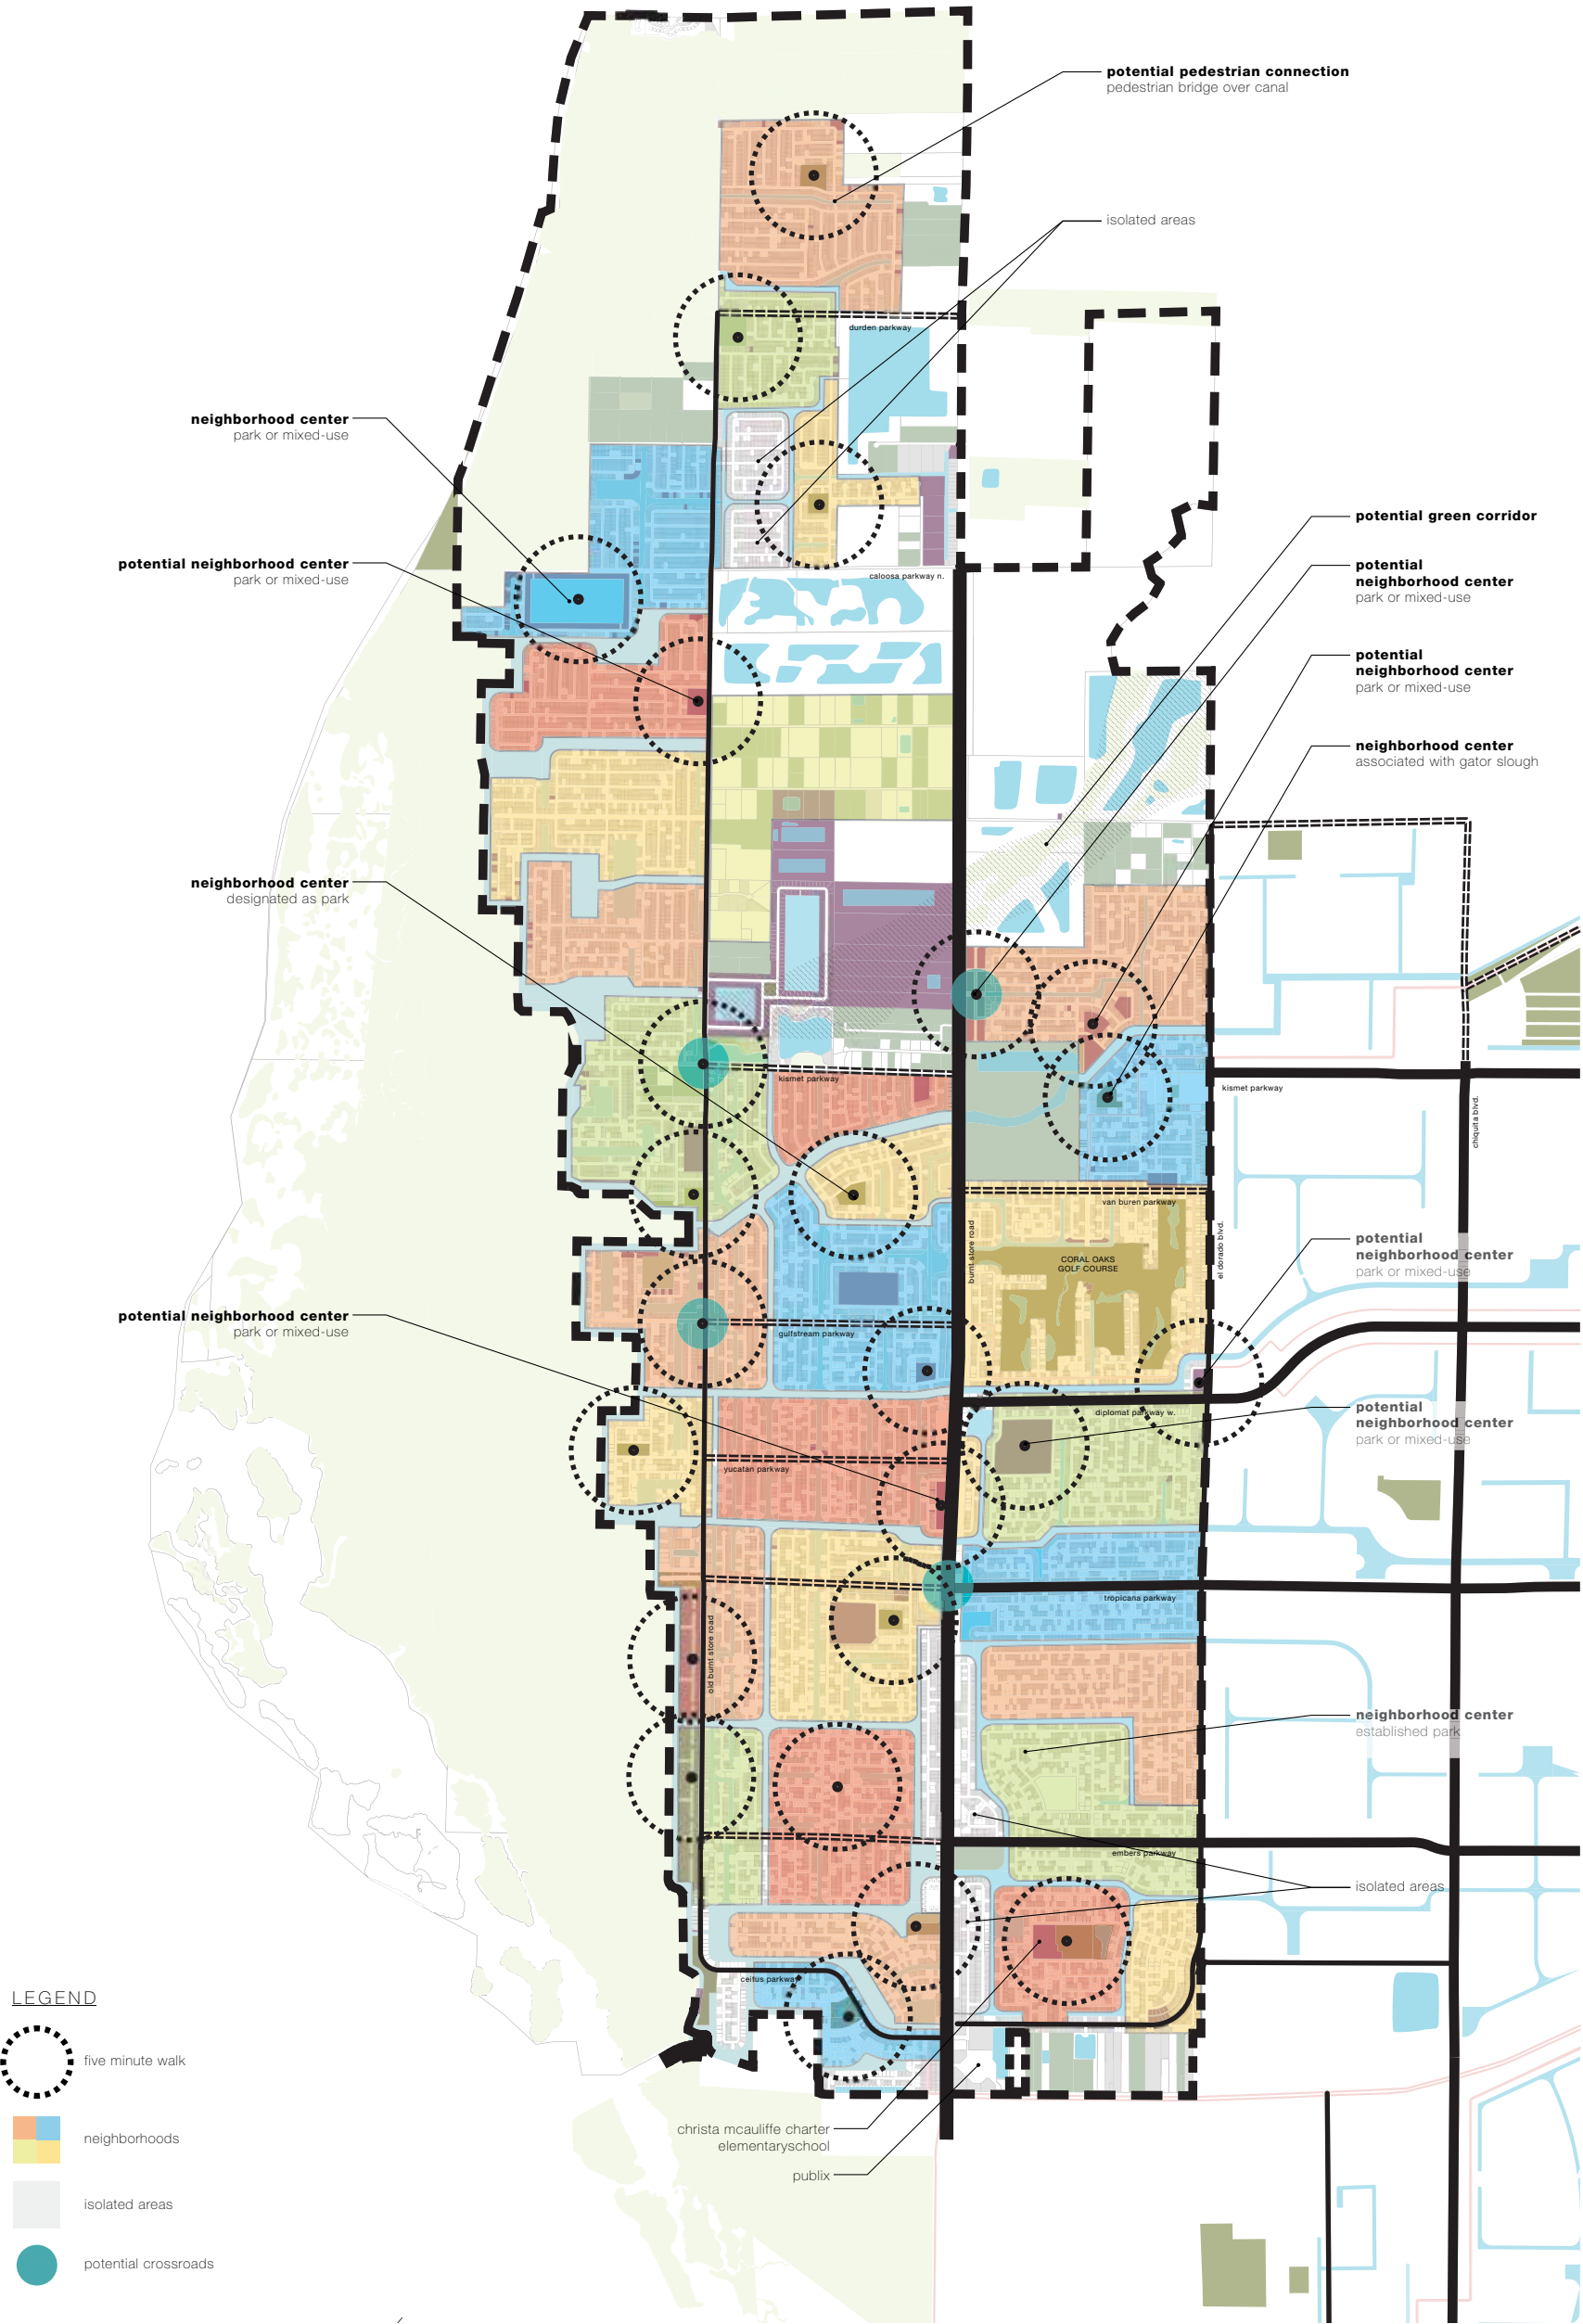 potential pedestrian connection
pedestrian bridge over canal
isolated areas
durden parkway
neighborhood center
park or mixed-use
potential green corridor
potential neighborhood center
park or mixed-use
caloosa parkway n.
potential
neighborhood center
park or mixed-use
potential
neighborhood center
park or mixed-use
neighborhood center
associated with gator slough
neighborhood center
designated as park
kismet parkway
kismet parkway
chiquita blvd.
van buren parkway
burnt store road
el dorado blvd.
CORAL OAKS
GOLF COURSE
potential
neighborhood center
park or mixed-use
potential neighborhood center
park or mixed-use
gulfstream parkway
diplomat parkway w.
potential
neighborhood center
park or mixed-use
yucatan parkway
tropicana parkway
old burnt store road
neighborhood center
established park
embers parkway
isolated areas
ceitus parkway
LEGEND
five minute walk
neighborhoods
isolated areas
potential crossroads
christa mcauliffe charter
elementaryschool
publix